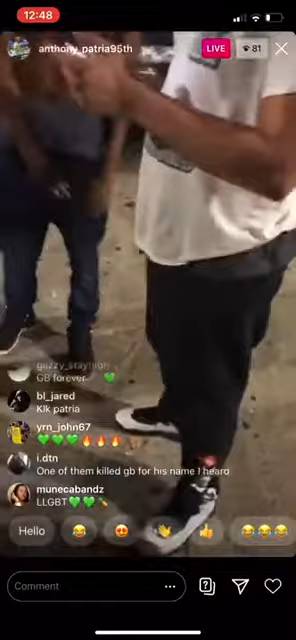 12:48
anthony_patria95th
LIVE
81
GB forever 💚
bl_jared
Klk patria
yrn_john67
💚💚💚🔥🔥🔥
i.dtn
One of them killed gb for his name I heard
munecabandz
LLGBT💚💚
Hello
😂 😍 👏 👍 😂😂😂
Comment